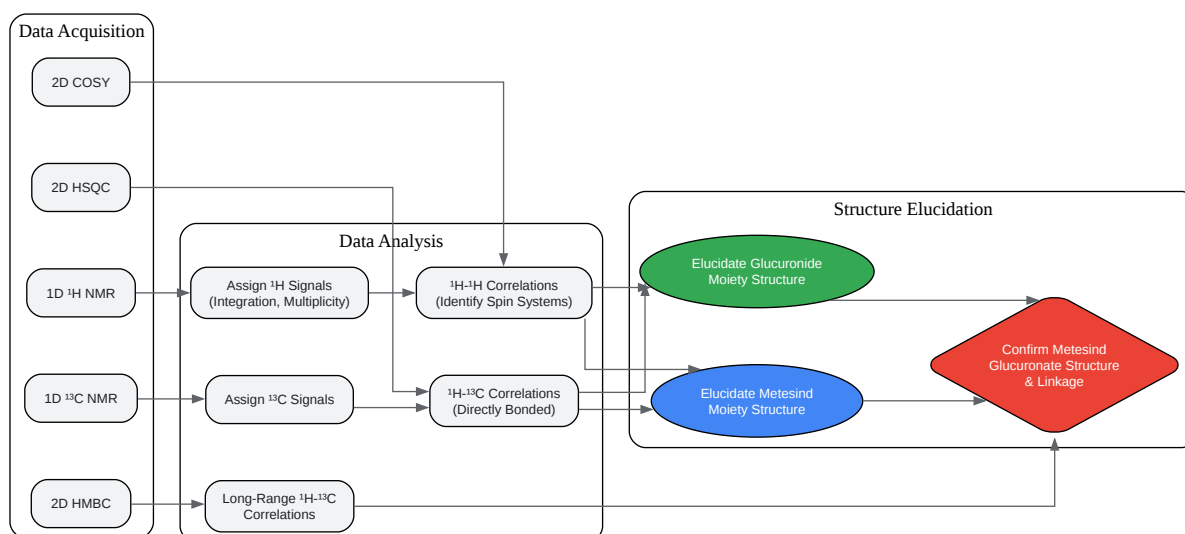 Data Acquisition
2D COSY
2D HSQC
1D ¹H NMR
1D ¹³C NMR
2D HMBC
Data Analysis
Assign ¹H Signals
(Integration, Multiplicity)
¹H-¹H Correlations
(Identify Spin Systems)
Assign ¹³C Signals
¹H-¹³C Correlations
(Directly Bonded)
Long-Range ¹H-¹³C
Correlations
Structure Elucidation
Elucidate Glucuronide
Moiety Structure
Elucidate Metesind
Moiety Structure
Confirm Metesind
Glucuronate Structure
& Linkage